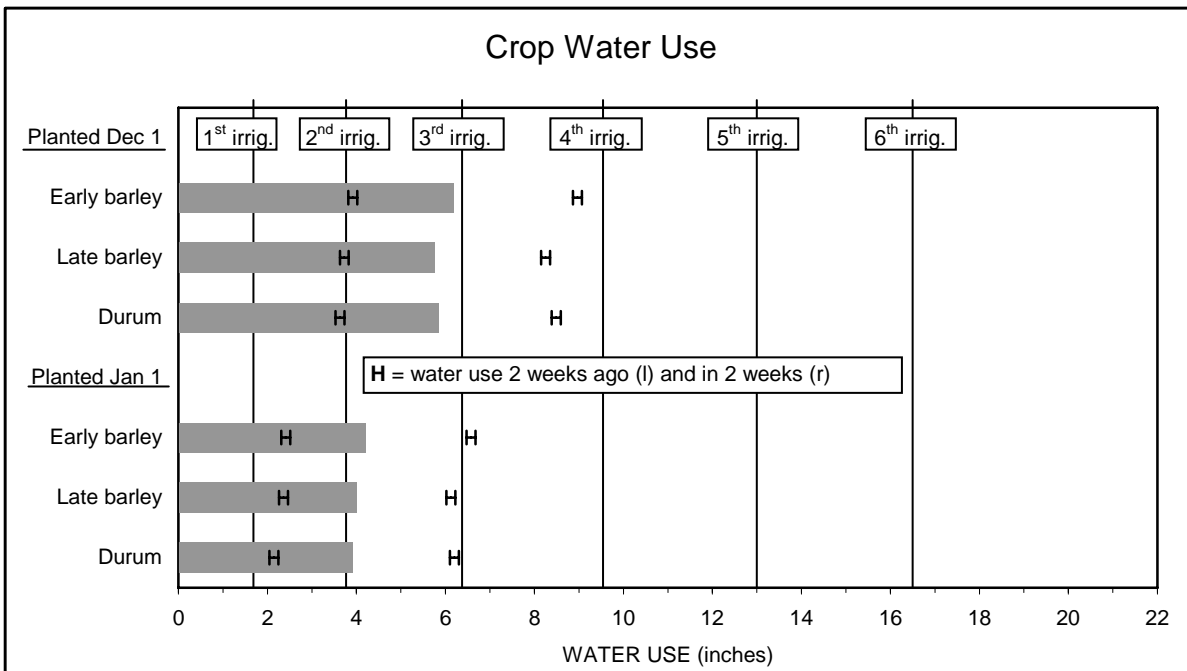 Crop Water Use
Planted Dec 1 1st irrig. 2nd irrig. 3rd irrig. 4th irrig. 5th irrig. 6th irrig.
Early barley H H
Late barley H H
Durum H H
Planted Jan 1 H = water use 2 weeks ago (l) and in 2 weeks (r)
Early barley H H
Late barley H H
Durum H H
0 2 4 6 8 10 12 14 16 18 20 22
WATER USE (inches)